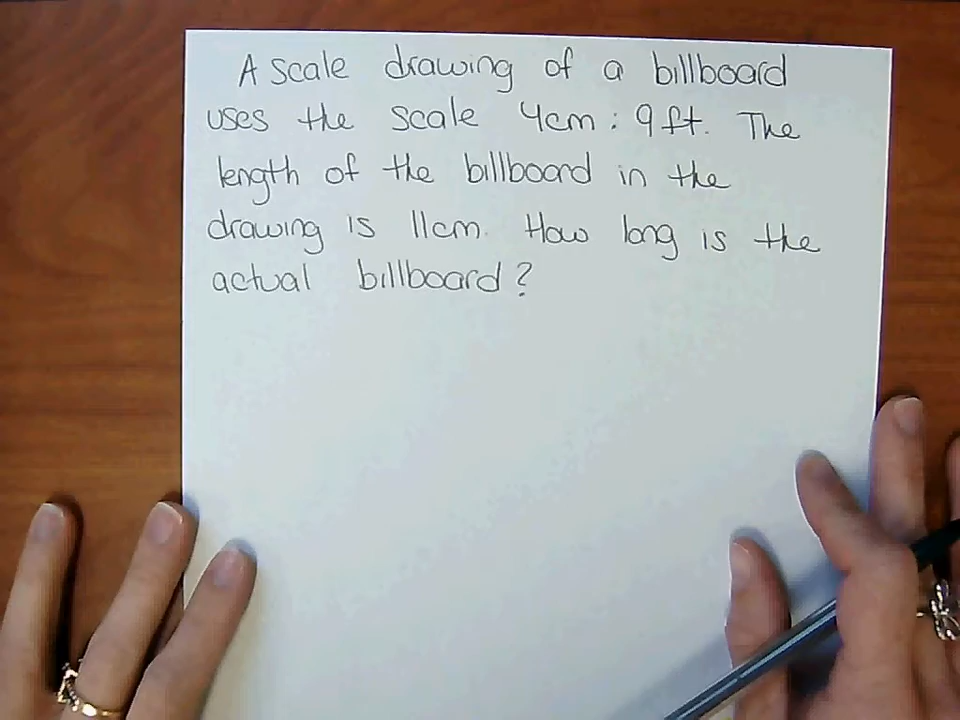 A scale drawing of a billboard
uses the scale 4cm : 9ft. The
length of the billboard in the
drawing is 11cm. How long is the
actual billboard?